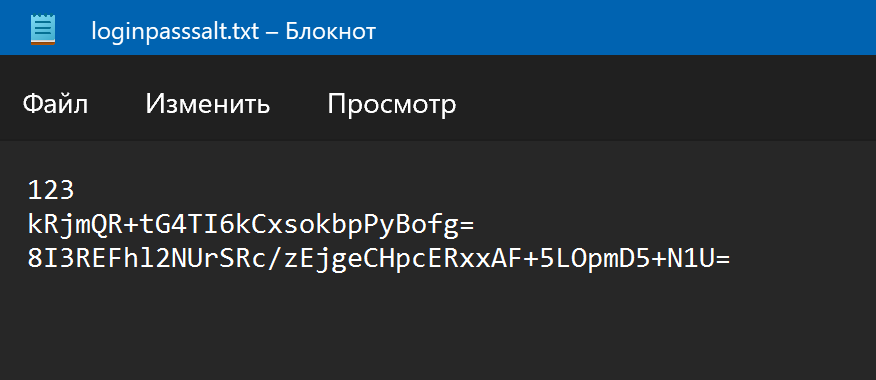 loginpasssalt.txt – Блокнот
Файл Изменить Просмотр
123
kRjmQR+tG4TI6kCxsokbpPyBofg=
8I3REFhl2NUrSRc/zEjgeCHpcERxxAF+5LOpmD5+N1U=